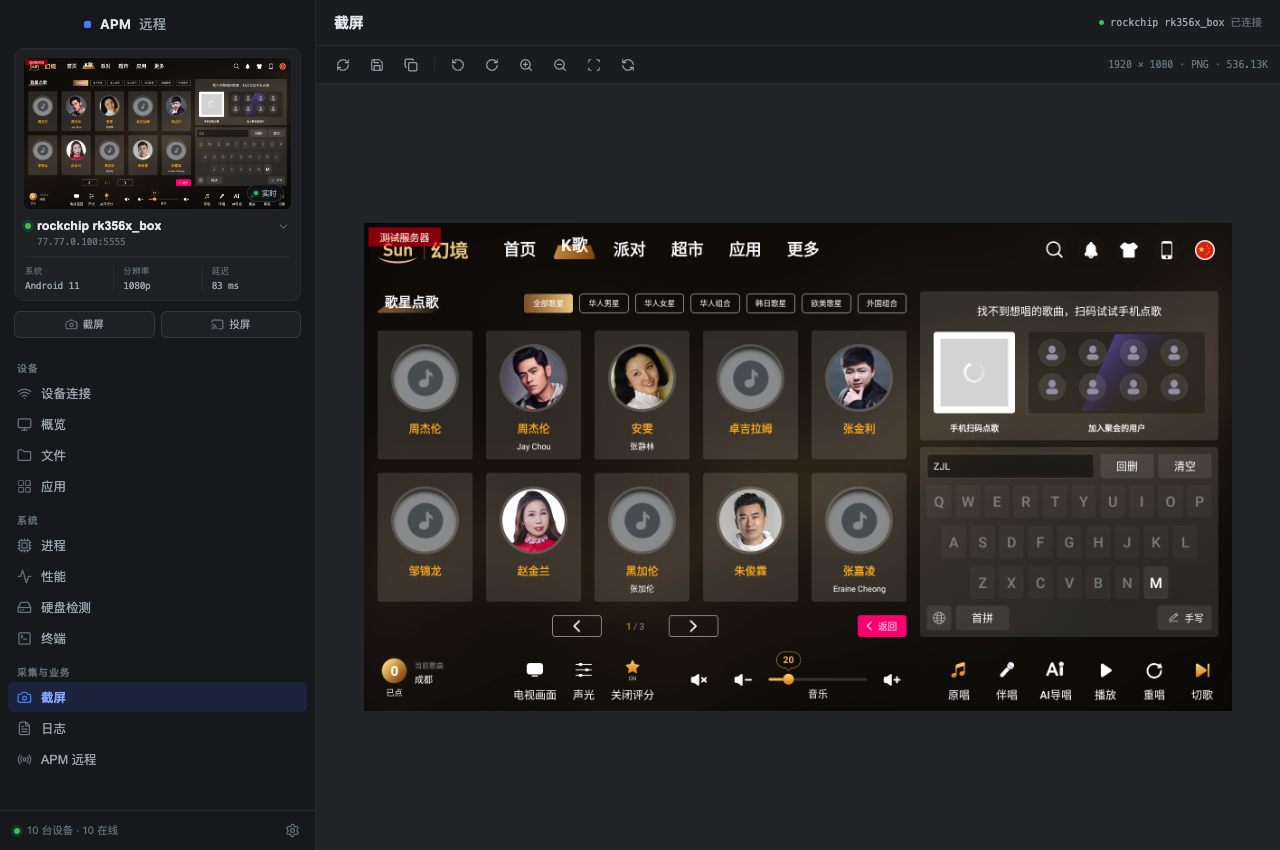 APM 远程
rockchip rk356x_box
77.77.0.100:5555
系统 分辨率 延迟
Android 11 1080p 83 ms
实时
截屏 投屏
设备
设备连接
概览
文件
应用
系统
进程
性能
硬盘检测
终端
采集与业务
截屏
日志
APM 远程
10 台设备 · 10 在线
截屏
rockchip rk356x_box 已连接
1920 × 1080 · PNG · 536.13K
测试服务器
Sun 幻境
首页 K歌 派对 超市 应用 更多
歌星点歌
全部歌星 华人男星 华人女星 华人组合 韩日歌星 欧美歌星 外国组合
周杰伦 周杰伦 安雯 卓吉拉姆 张金利
Jay Chou 张静林
邹锦龙 赵金兰 黑加伦 朱俊霖 张嘉凌
张加伦 Eraine Cheong
1 / 3
返回
找不到想唱的歌曲，扫码试试手机点歌
手机扫码点歌 加入聚会的用户
ZJL 回删 清空
Q W E R T Y U I O P
A S D F G H J K L
Z X C V B N M
首拼 手写
0 当前歌曲
成都
已点
电视画面 声光 关闭评分
ON
20
音乐
Ai
原唱 伴唱 AI导唱 播放 重唱 切歌